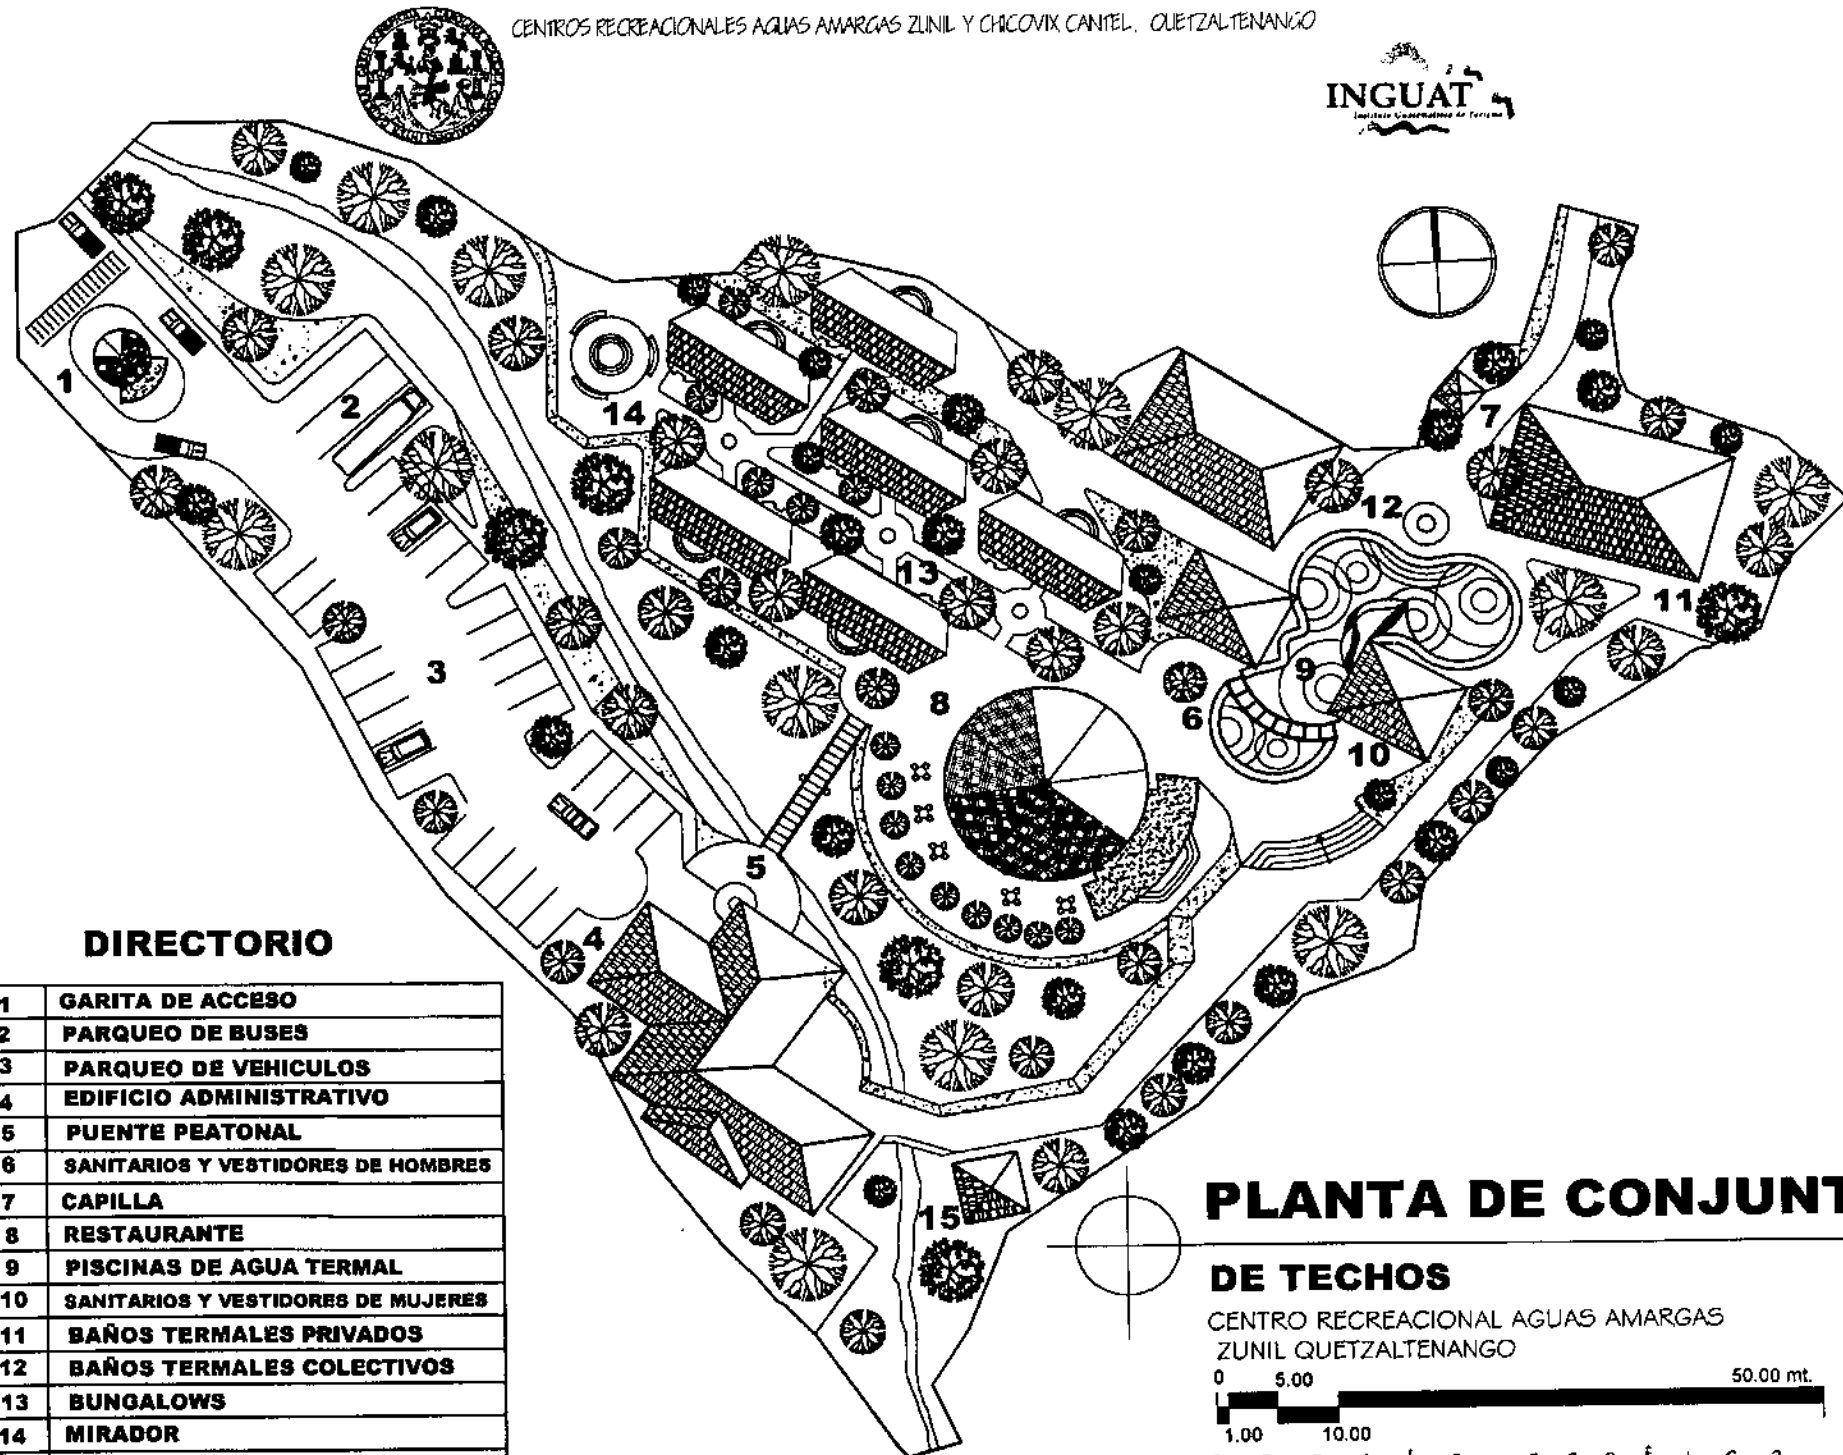 CENTROS RECREACIONALES AGUAS AMARGAS ZUNIL Y CHICOVIX CANTEL. QUETZALTENANGO
INGUAT
Instituto Guatemalteco de Turismo
1
2
3
4
5
6
7
8
9
10
11
12
13
14
15
DIRECTORIO
1 GARITA DE ACCESO
2 PARQUEO DE BUSES
3 PARQUEO DE VEHICULOS
4 EDIFICIO ADMINISTRATIVO
5 PUENTE PEATONAL
6 SANITARIOS Y VESTIDORES DE HOMBRES
7 CAPILLA
8 RESTAURANTE
9 PISCINAS DE AGUA TERMAL
10 SANITARIOS Y VESTIDORES DE MUJERES
11 BAÑOS TERMALES PRIVADOS
12 BAÑOS TERMALES COLECTIVOS
13 BUNGALOWS
14 MIRADOR
PLANTA DE CONJUNT
DE TECHOS
CENTRO RECREACIONAL AGUAS AMARGAS
ZUNIL QUETZALTENANGO
0 5.00 50.00 mt.
1.00 10.00